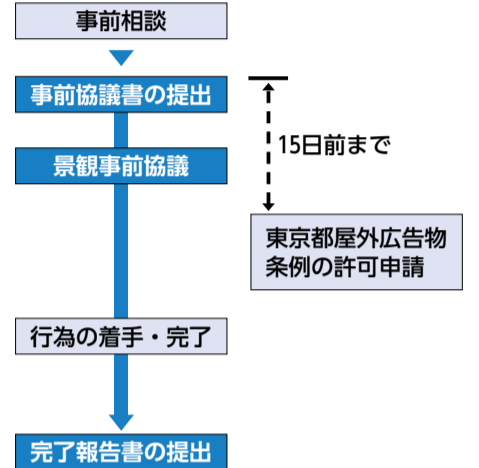 事前相談
事前協議書の提出
15日前まで
景観事前協議
東京都屋外広告物
条例の許可申請
行為の着手・完了
完了報告書の提出